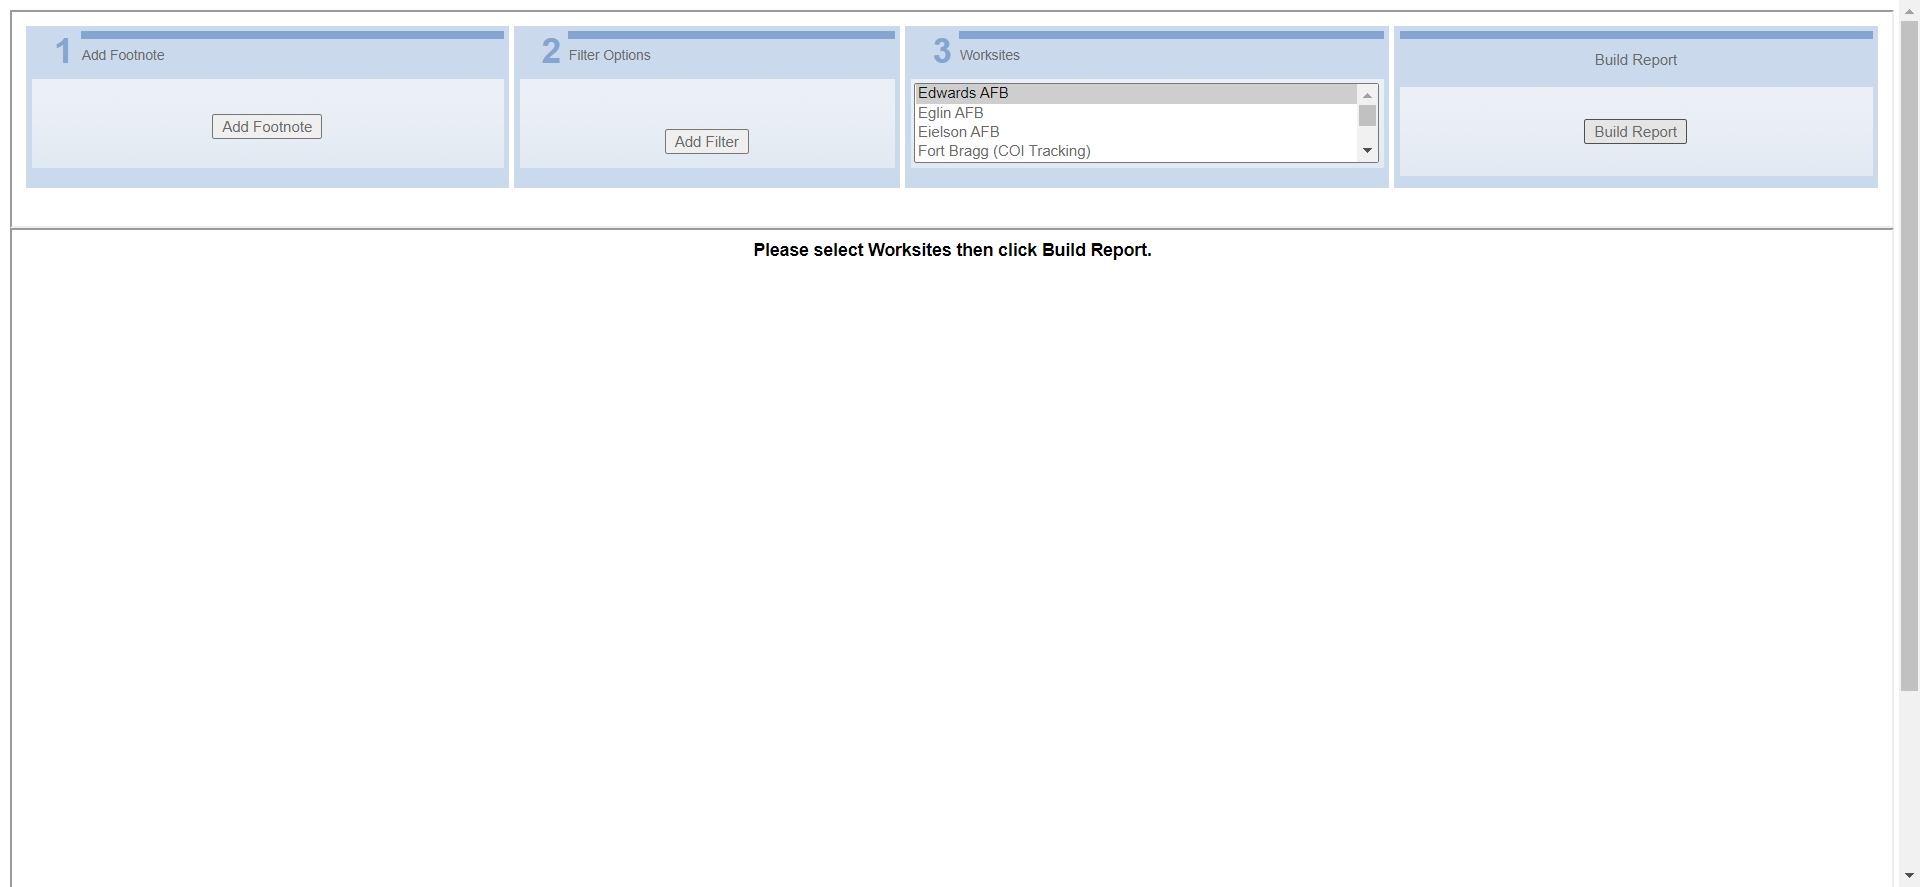 1 Add Footnote
Add Footnote
2 Filter Options
Add Filter
3 Worksites
Edwards AFB
Eglin AFB
Eielson AFB
Fort Bragg (COI Tracking)
Build Report
Build Report
Please select Worksites then click Build Report.